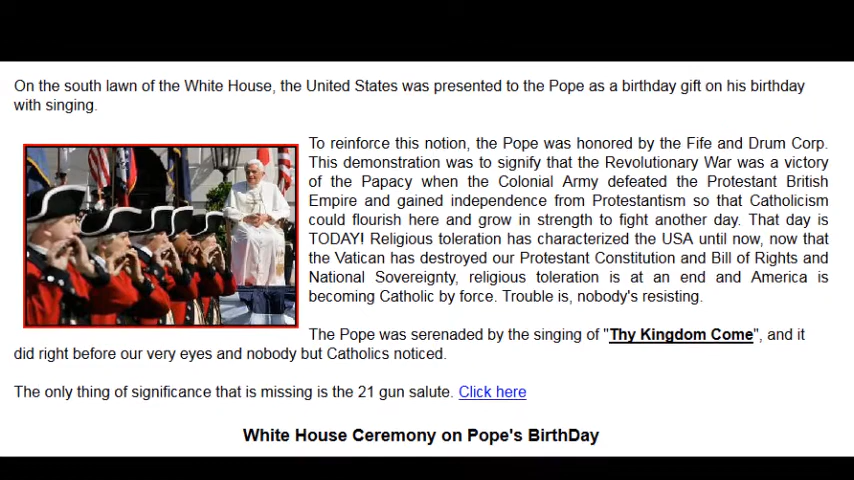 On the south lawn of the White House, the United States was presented to the Pope as a birthday gift on his birthday
with singing.
To reinforce this notion, the Pope was honored by the Fife and Drum Corp.
This demonstration was to signify that the Revolutionary War was a victory
of the Papacy when the Colonial Army defeated the Protestant British
Empire and gained independence from Protestantism so that Catholicism
could flourish here and grow in strength to fight another day. That day is
TODAY! Religious toleration has characterized the USA until now, now that
the Vatican has destroyed our Protestant Constitution and Bill of Rights and
National Sovereignty, religious toleration is at an end and America is
becoming Catholic by force. Trouble is, nobody's resisting.
The Pope was serenaded by the singing of "Thy Kingdom Come", and it
did right before our very eyes and nobody but Catholics noticed.
The only thing of significance that is missing is the 21 gun salute. Click here
White House Ceremony on Pope's BirthDay